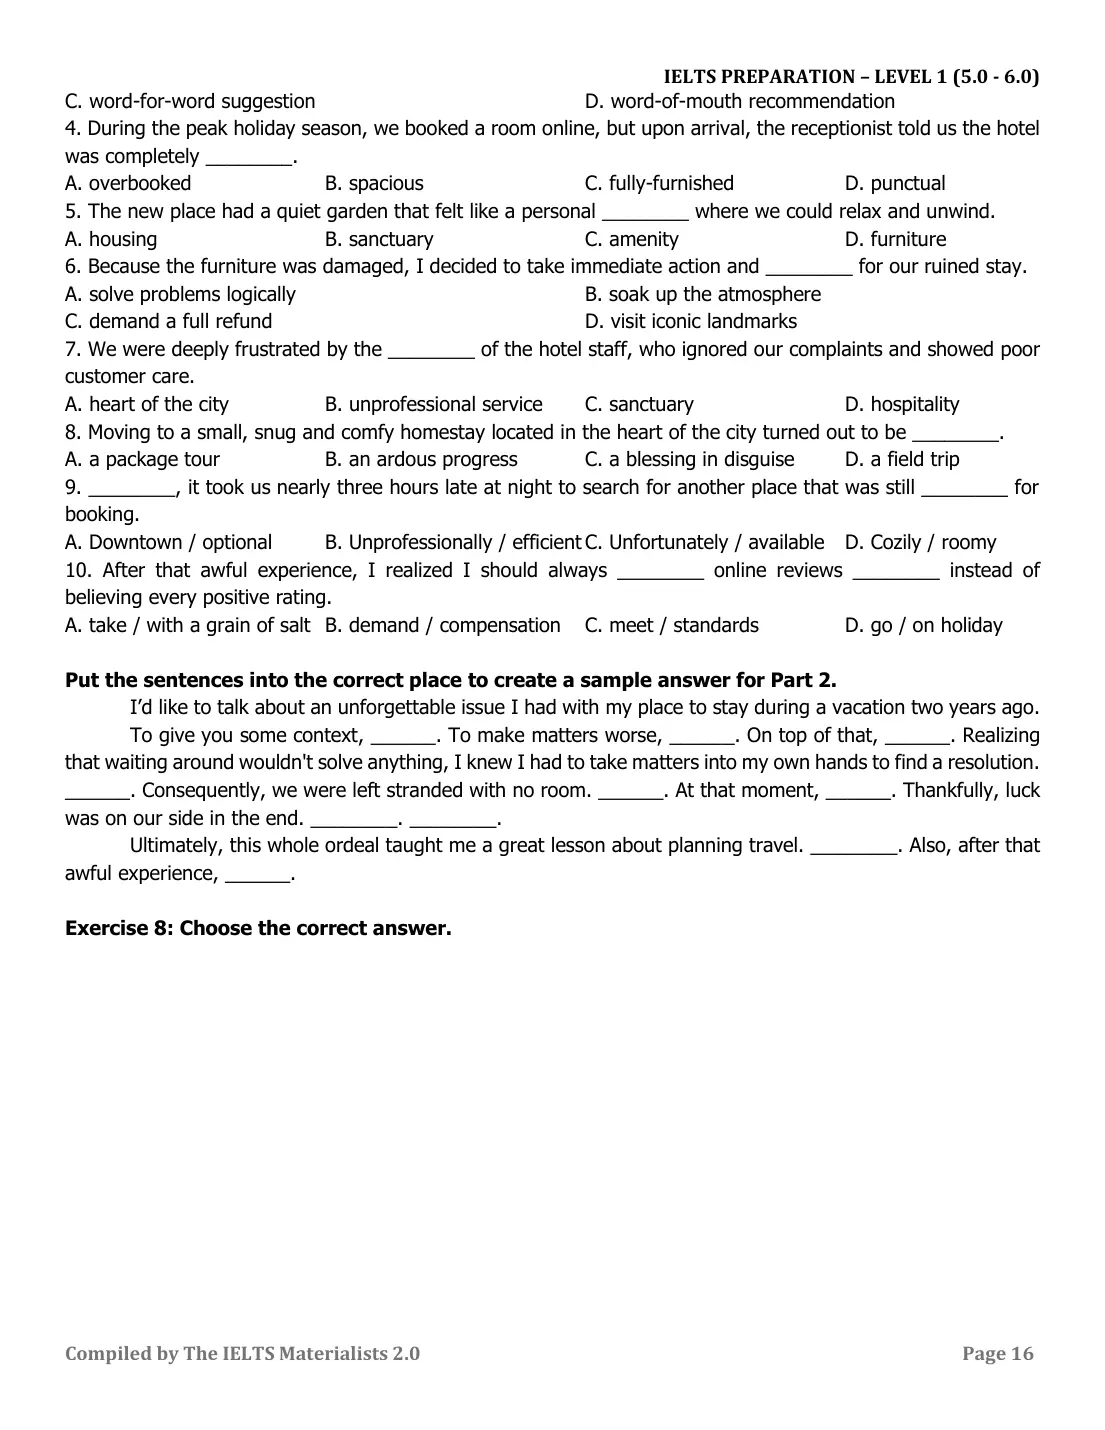 IELTS PREPARATION – LEVEL 1 (5.0 - 6.0)
C. word-for-word suggestion D. word-of-mouth recommendation
4. During the peak holiday season, we booked a room online, but upon arrival, the receptionist told us the hotel
was completely ________.
A. overbooked B. spacious C. fully-furnished D. punctual
5. The new place had a quiet garden that felt like a personal ________ where we could relax and unwind.
A. housing B. sanctuary C. amenity D. furniture
6. Because the furniture was damaged, I decided to take immediate action and ________ for our ruined stay.
A. solve problems logically B. soak up the atmosphere
C. demand a full refund D. visit iconic landmarks
7. We were deeply frustrated by the ________ of the hotel staff, who ignored our complaints and showed poor
customer care.
A. heart of the city B. unprofessional service C. sanctuary D. hospitality
8. Moving to a small, snug and comfy homestay located in the heart of the city turned out to be ________.
A. a package tour B. an ardous progress C. a blessing in disguise D. a field trip
9. ________, it took us nearly three hours late at night to search for another place that was still ________ for
booking.
A. Downtown / optional B. Unprofessionally / efficient C. Unfortunately / available D. Cozily / roomy
10. After that awful experience, I realized I should always ________ online reviews ________ instead of
believing every positive rating.
A. take / with a grain of salt B. demand / compensation C. meet / standards D. go / on holiday
Put the sentences into the correct place to create a sample answer for Part 2.
I’d like to talk about an unforgettable issue I had with my place to stay during a vacation two years ago.
To give you some context, ______. To make matters worse, ______. On top of that, ______. Realizing
that waiting around wouldn't solve anything, I knew I had to take matters into my own hands to find a resolution.
______. Consequently, we were left stranded with no room. ______. At that moment, ______. Thankfully, luck
was on our side in the end. ________. ________.
Ultimately, this whole ordeal taught me a great lesson about planning travel. ________. Also, after that
awful experience, ______.
Exercise 8: Choose the correct answer.
Compiled by The IELTS Materialists 2.0 Page 16